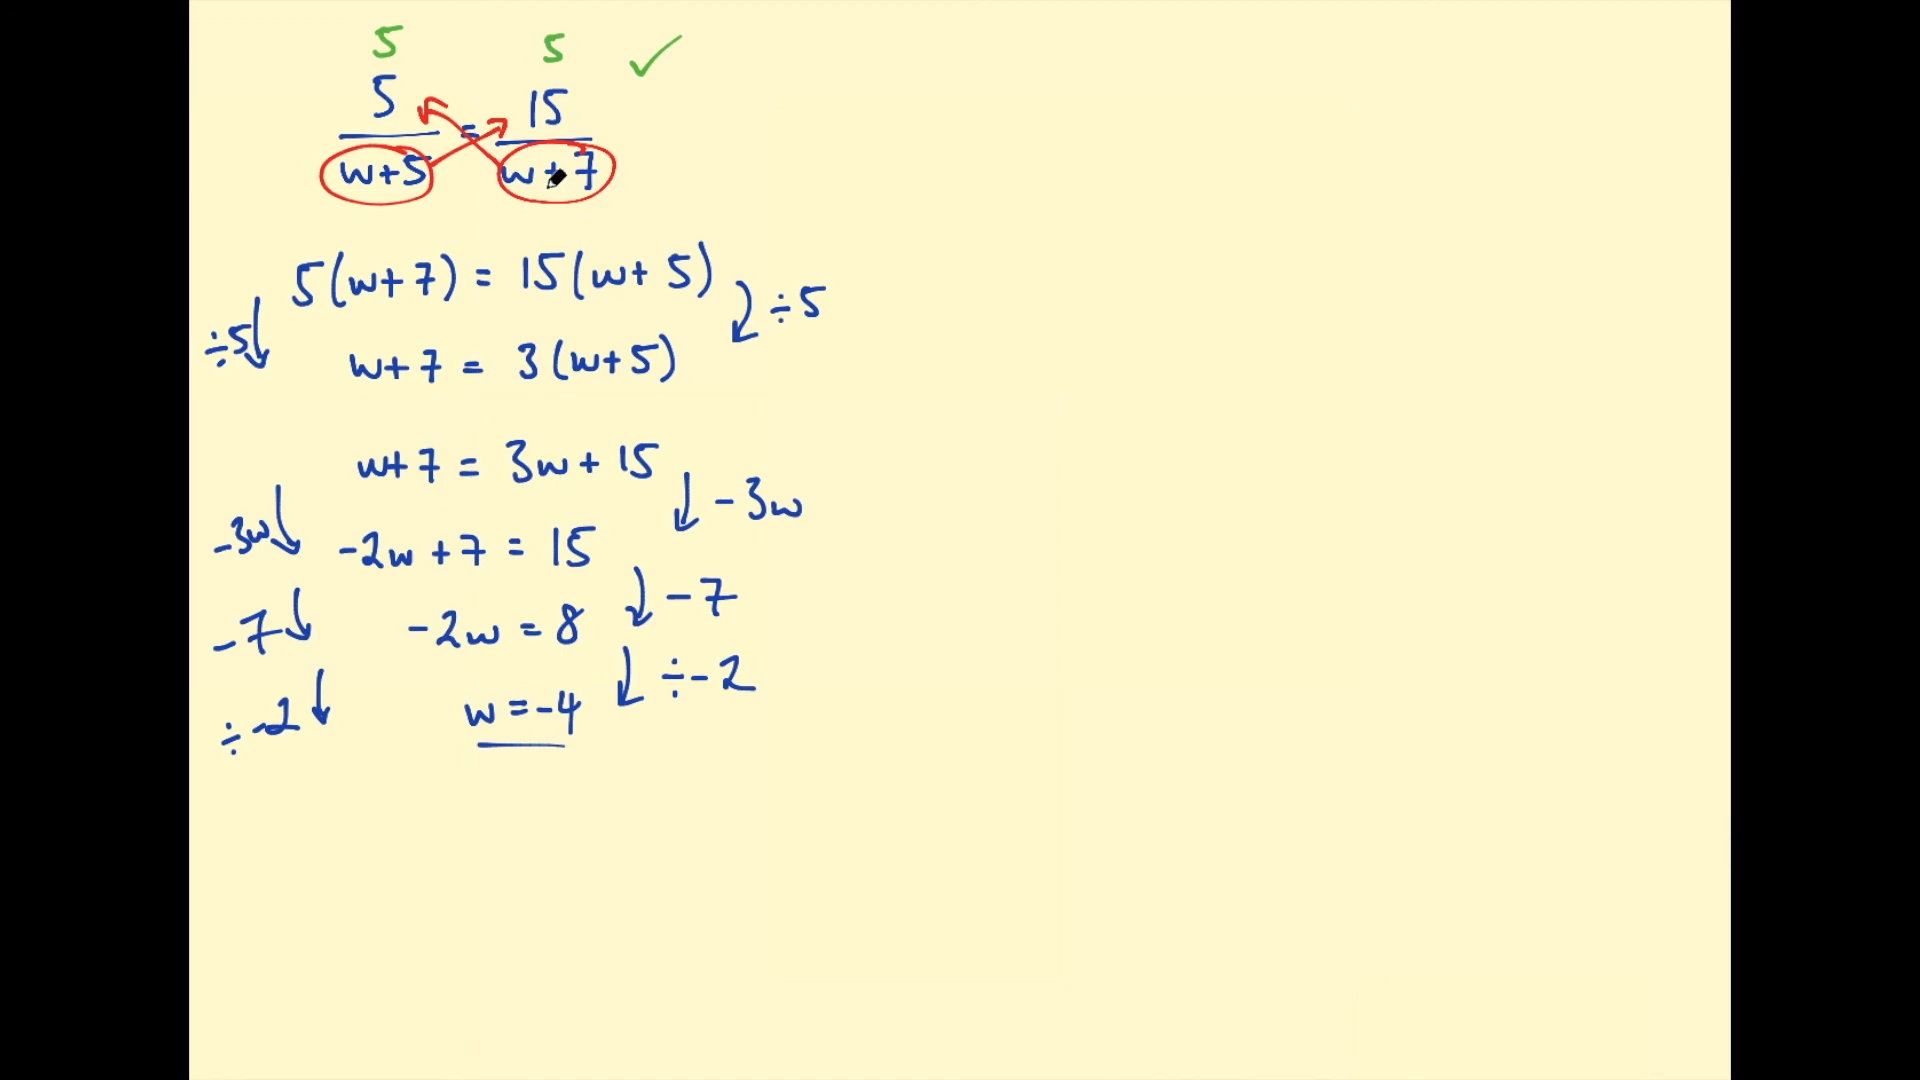 5 5 ✓
5 = 15
w+5 w+7
5(w+7) = 15(w+5)
÷5 ÷5
w+7 = 3(w+5)
w+7 = 3w+15
-3w -3w
-2w+7 = 15
-7 -7
-2w = 8
÷-2 ÷-2
w=-4